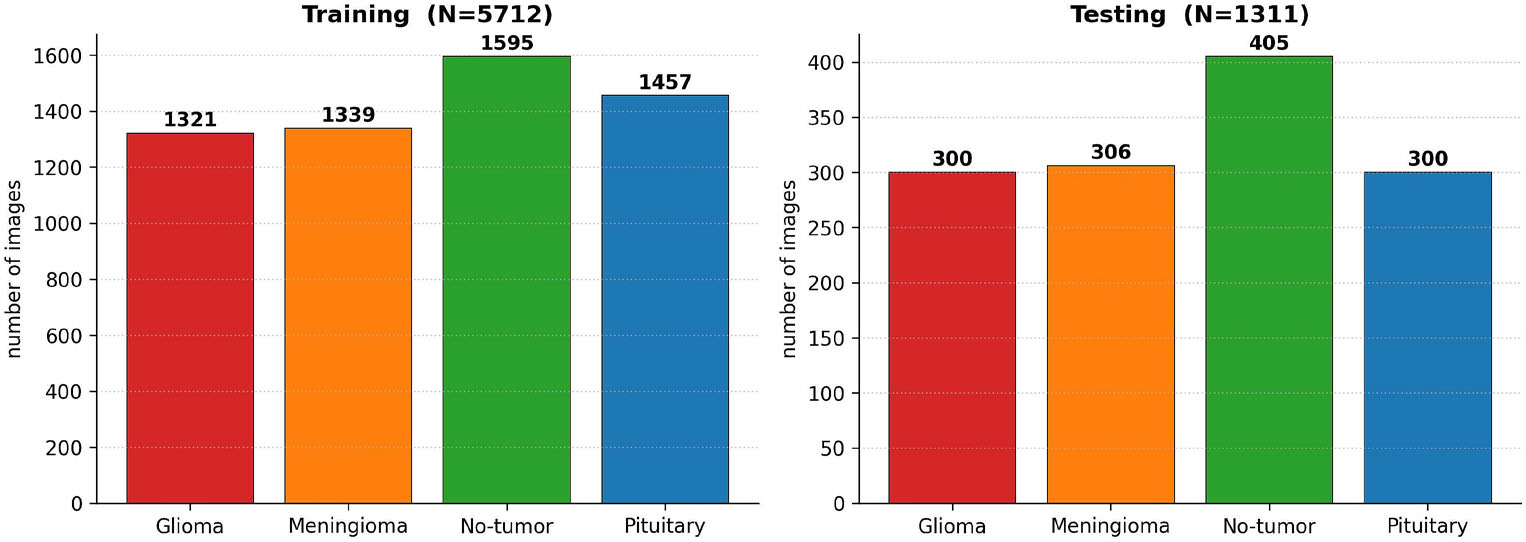 Training (N=5712)
number of images
1600
1400
1200
1000
800
600
400
200
0
1321
1339
1595
1457
Glioma
Meningioma
No-tumor
Pituitary
Testing (N=1311)
number of images
400
350
300
250
200
150
100
50
0
300
306
405
300
Glioma
Meningioma
No-tumor
Pituitary